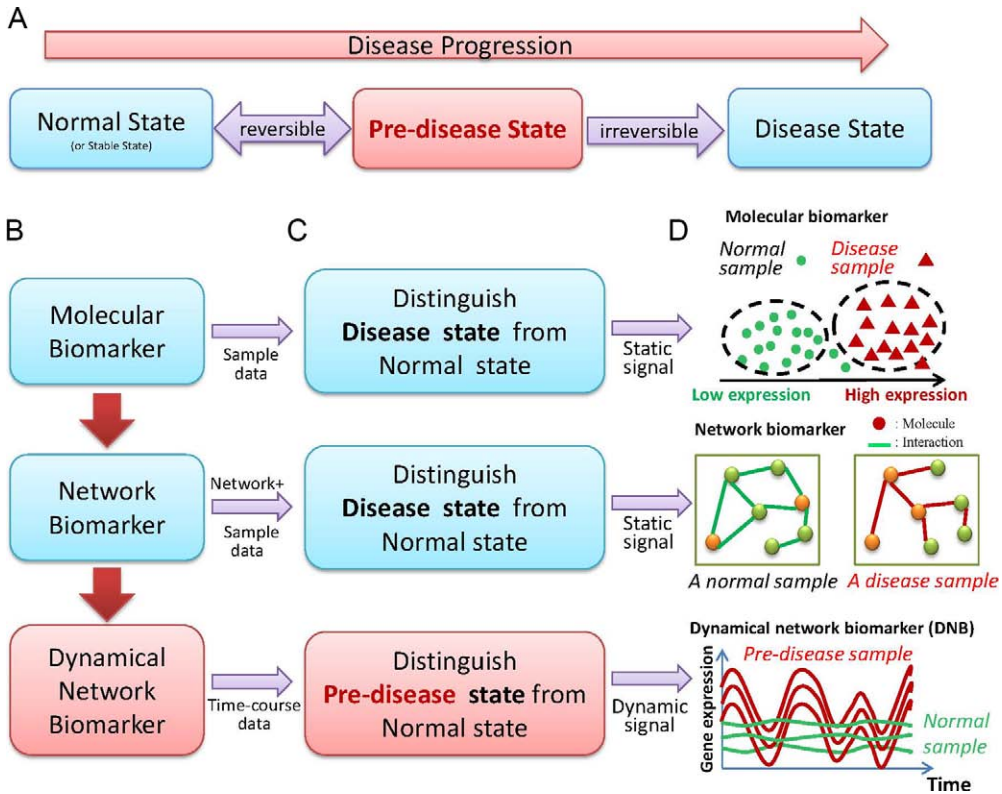 A
Disease Progression
Normal State
(or Stable State)
reversible
Pre-disease State
irreversible
Disease State
B
C
D
Molecular
Biomarker
Sample
data
Distinguish
Disease state from
Normal state
Static
signal
Molecular biomarker
Normal
sample
Disease
sample
Low expression
High expression
Network
Biomarker
Network+
Sample
data
Distinguish
Disease state from
Normal state
Static
signal
Network biomarker
: Molecule
: Interaction
A normal sample
A disease sample
Dynamical
Network
Biomarker
Time-course
data
Distinguish
Pre-disease state from
Normal state
Dynamic
signal
Dynamical network biomarker (DNB)
Pre-disease sample
Gene expression
Normal
sample
Time